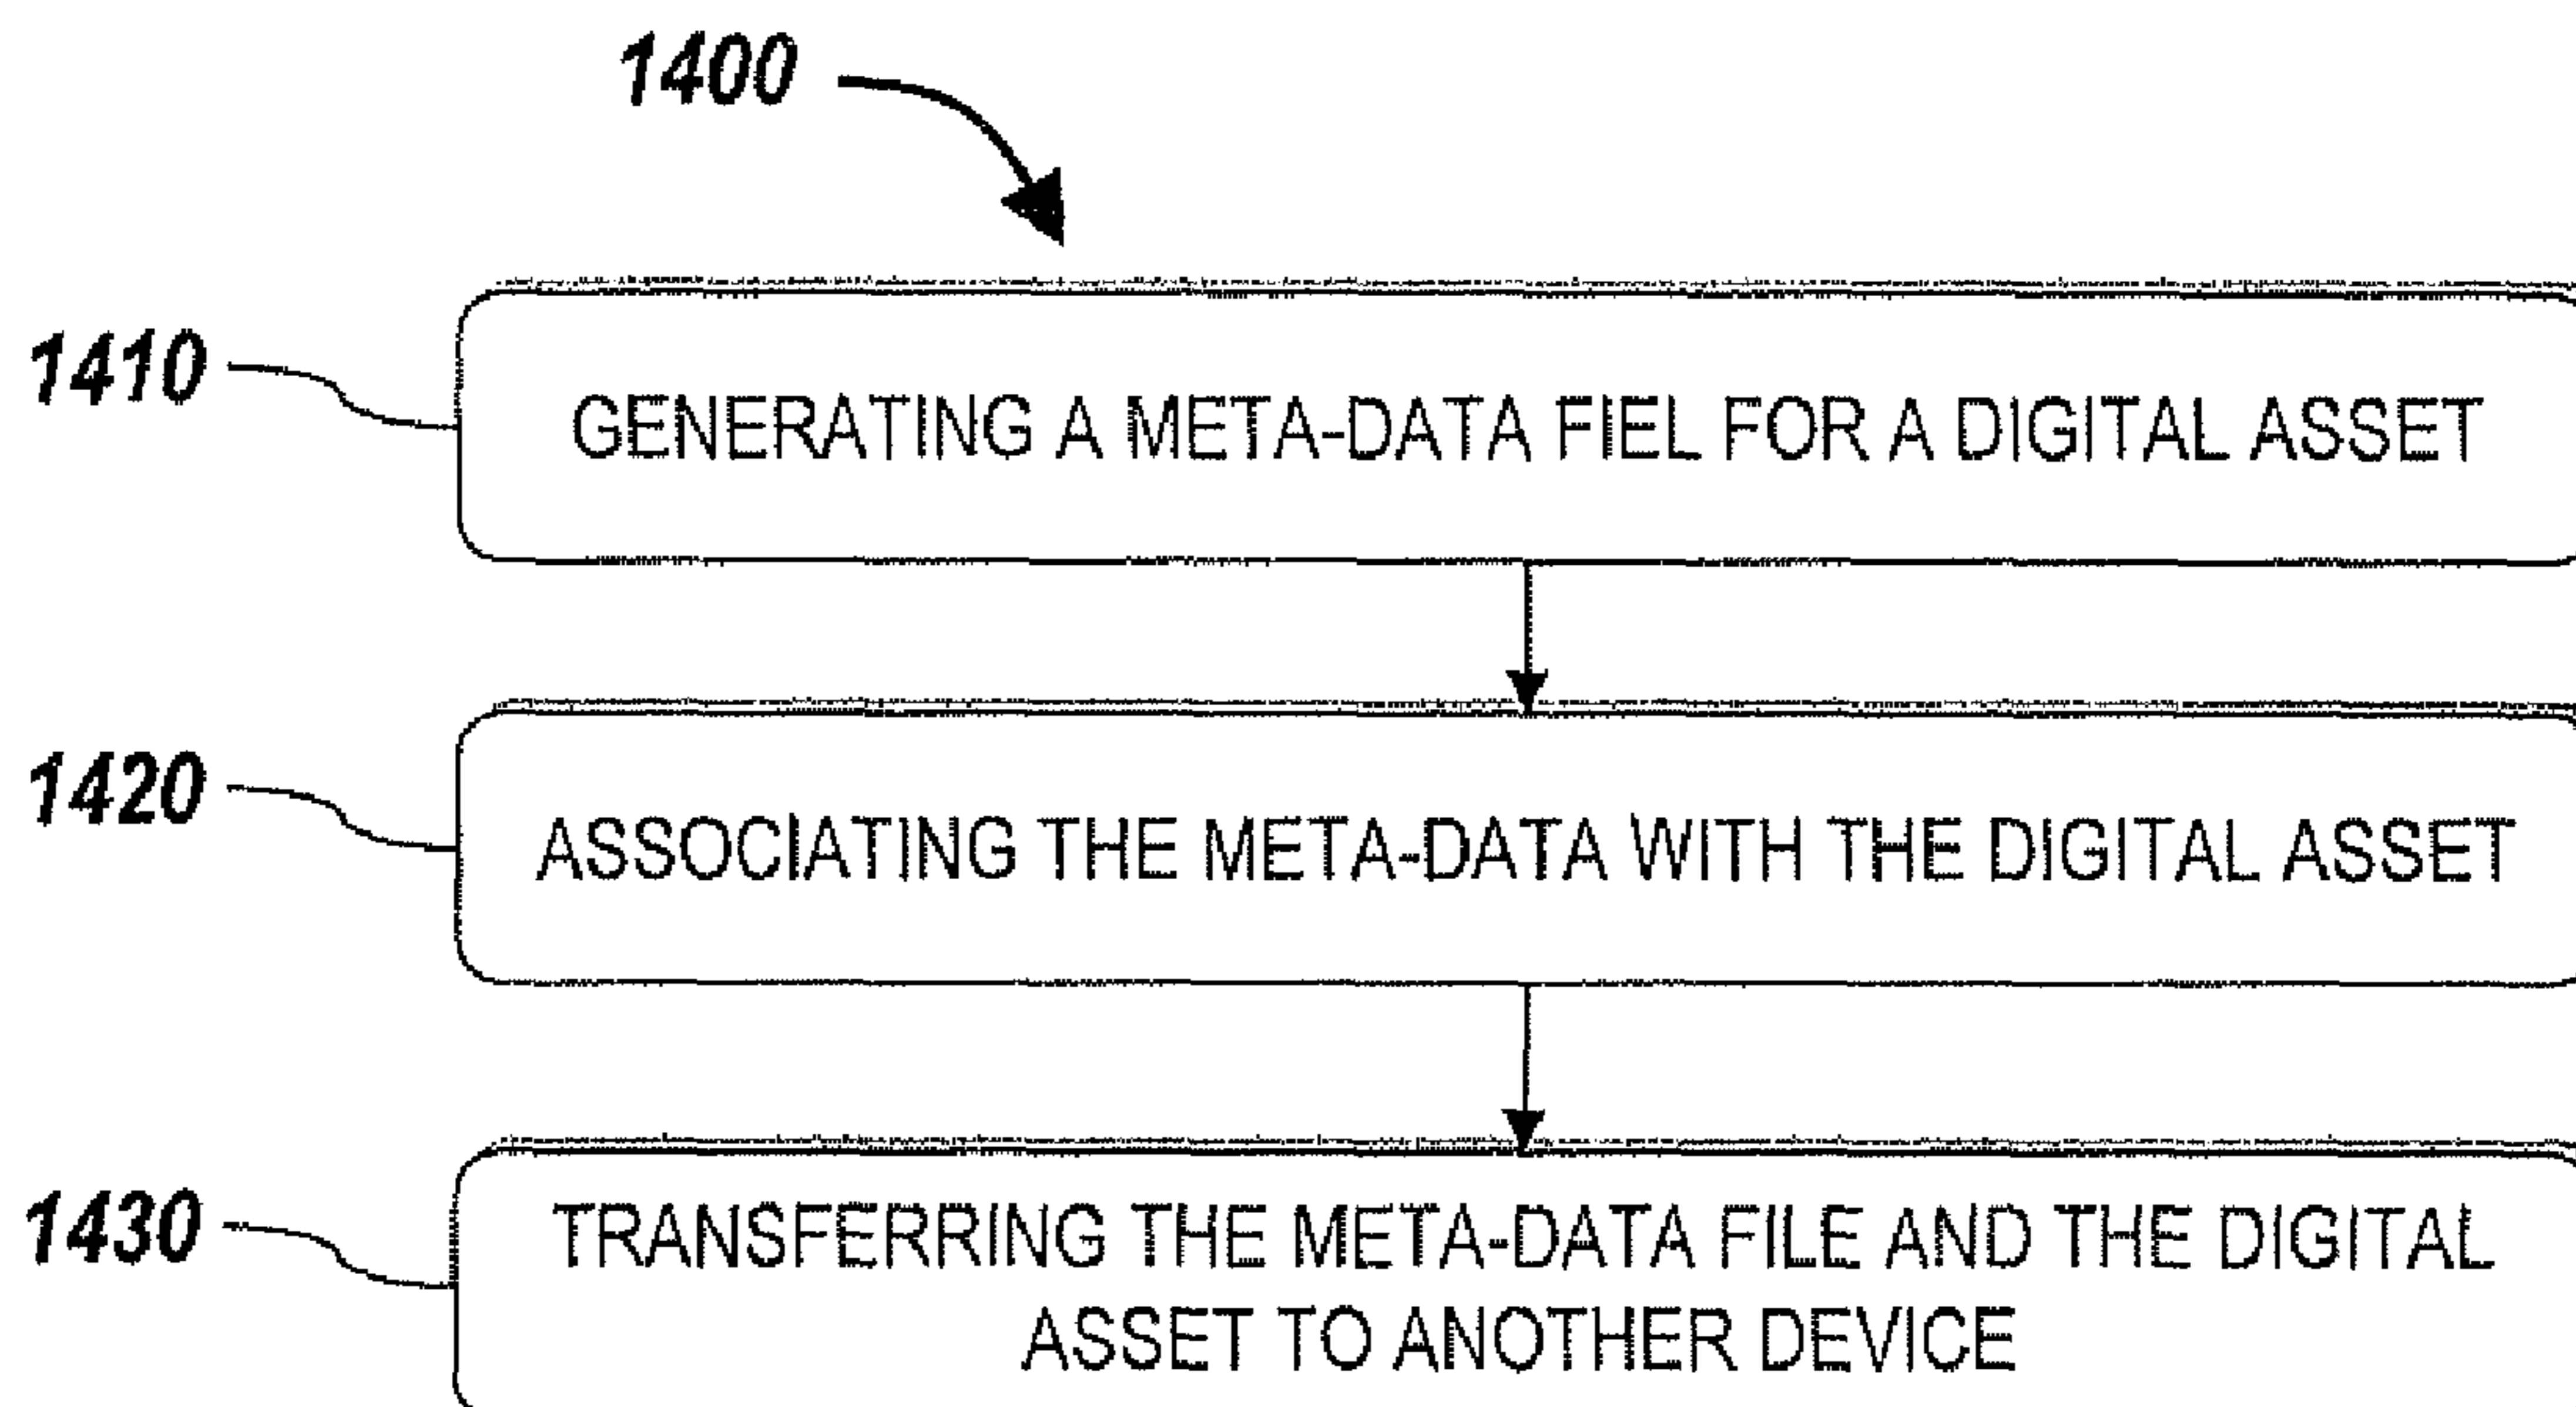 1400
1410
GENERATING A META-DATA FIEL FOR A DIGITAL ASSET
1420
ASSOCIATING THE META-DATA WITH THE DIGITAL ASSET
1430
TRANSFERRING THE META-DATA FILE AND THE DIGITAL
ASSET TO ANOTHER DEVICE